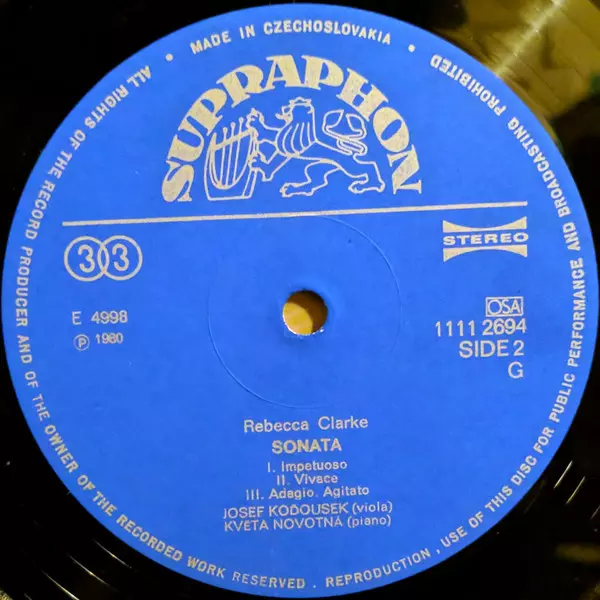 ALL RIGHTS OF THE RECORD PRODUCER AND OF THE OWNER OF THE RECORDED WORK RESERVED . REPRODUCTION , USE OF THIS DISC FOR PUBLIC PERFORMANCE AND BROADCASTING PROHIBITED
• MADE IN CZECHOSLOVAKIA •
SUPRAPHON
33
STEREO
E 4998
℗ 1980
OSA
1111 2694
SIDE 2
G
Rebecca Clarke
SONATA
I. Impetuoso
II. Vivace
III. Adagio. Agitato
JOSEF KOĎOUSEK (viola)
KVĚTA NOVOTNÁ (piano)